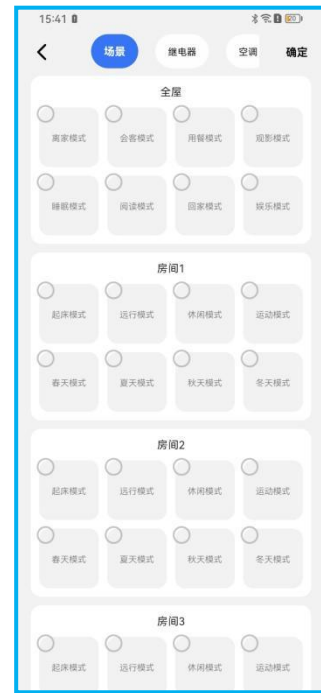 15:41
场景 继电器 空调 确定
全屋
离家模式 会客模式 用餐模式 观影模式
睡眠模式 阅读模式 回家模式 娱乐模式
房间1
起床模式 远行模式 休闲模式 运动模式
春天模式 夏天模式 秋天模式 冬天模式
房间2
起床模式 远行模式 休闲模式 运动模式
春天模式 夏天模式 秋天模式 冬天模式
房间3
起床模式 远行模式 休闲模式 运动模式